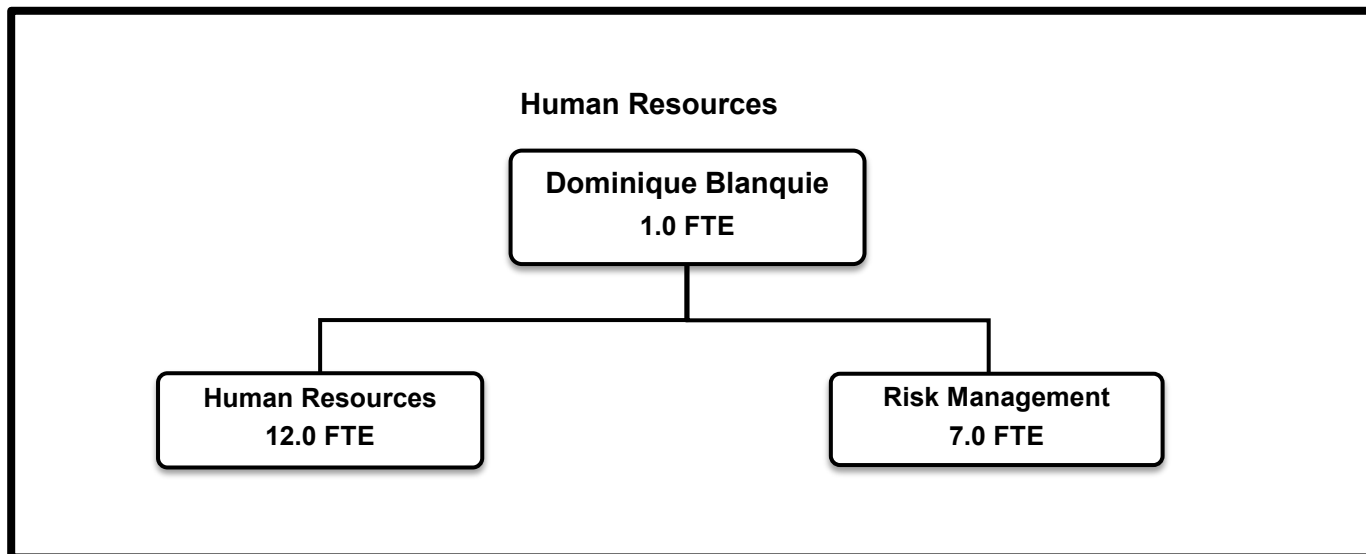 Human Resources
Dominique Blanquie
1.0 FTE
Human Resources
12.0 FTE
Risk Management
7.0 FTE